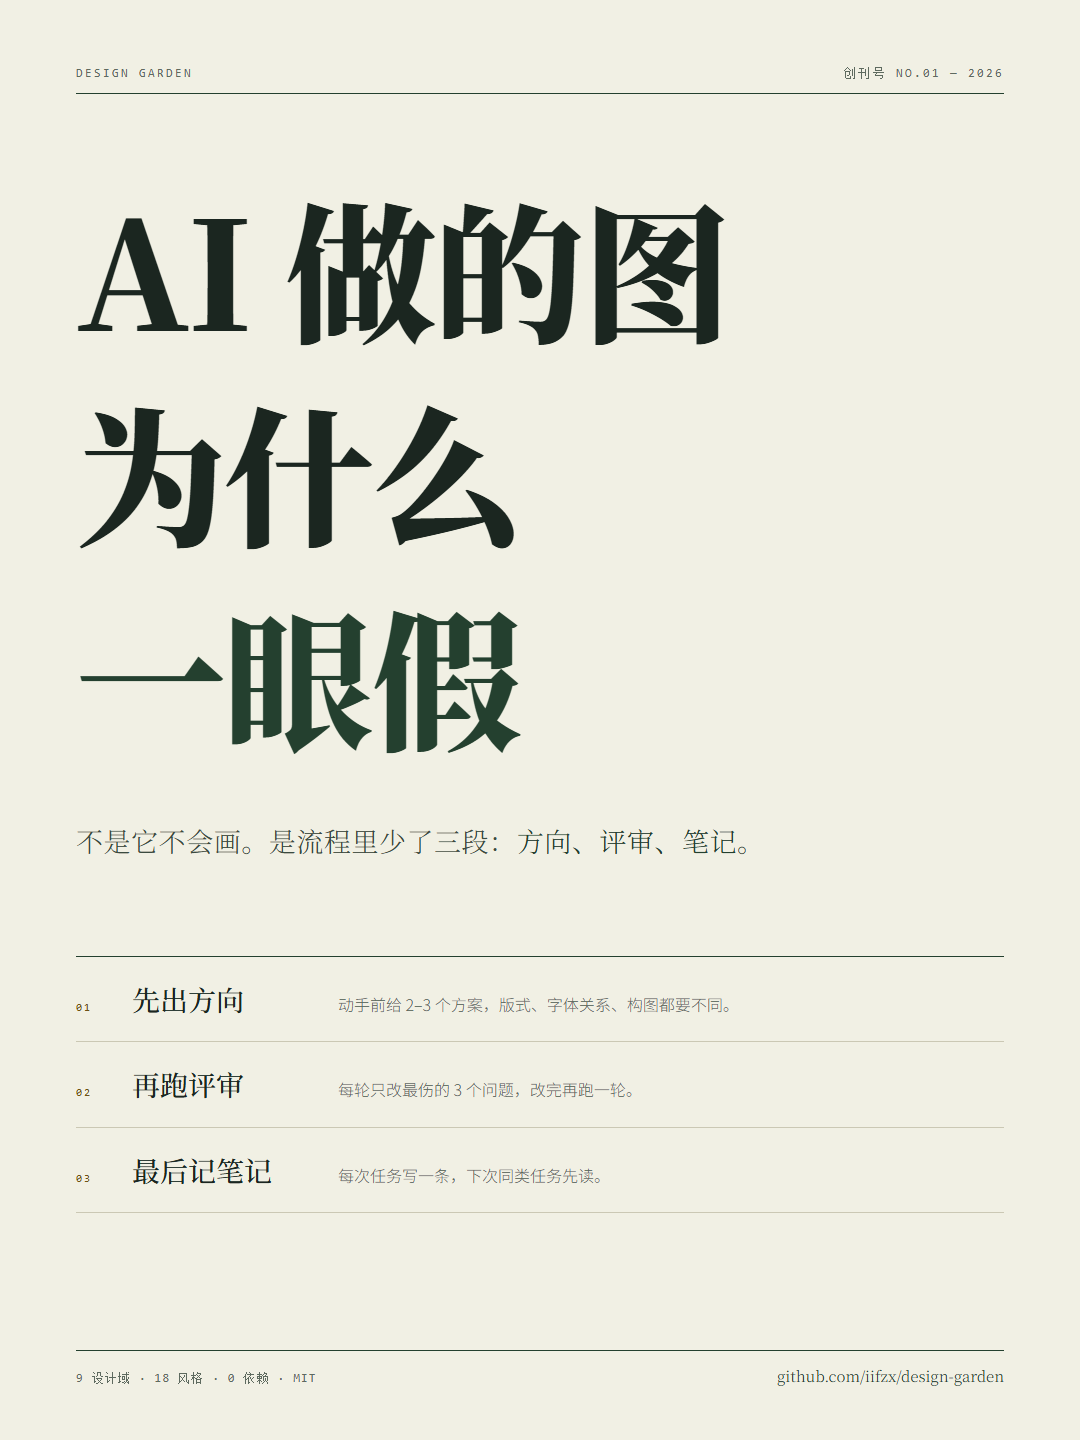 DESIGN GARDEN
创刊号 NO.01 — 2026
AI 做的图
为什么
一眼假
不是它不会画。是流程里少了三段：方向、评审、笔记。
01 先出方向 动手前给 2–3 个方案，版式、字体关系、构图都要不同。
02 再跑评审 每轮只改最伤的 3 个问题，改完再跑一轮。
03 最后记笔记 每次任务写一条，下次同类任务先读。
9 设计域 · 18 风格 · 0 依赖 · MIT
github.com/iifzx/design-garden